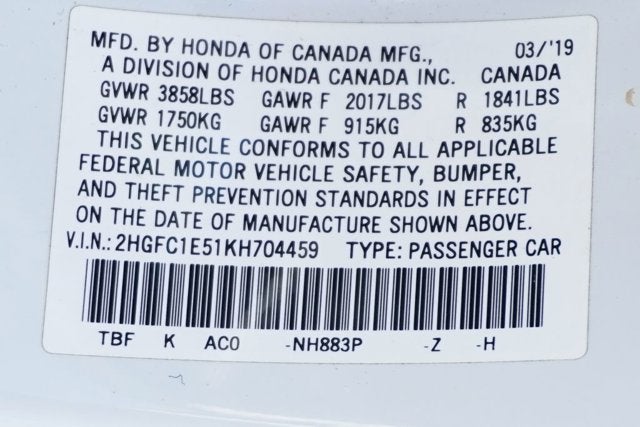 MFD. BY HONDA OF CANADA MFG., 03/'19
A DIVISION OF HONDA CANADA INC. CANADA
GVWR 3858LBS GAWR F 2017LBS R 1841LBS
GVWR 1750KG GAWR F 915KG R 835KG
THIS VEHICLE CONFORMS TO ALL APPLICABLE
FEDERAL MOTOR VEHICLE SAFETY, BUMPER,
AND THEFT PREVENTION STANDARDS IN EFFECT
ON THE DATE OF MANUFACTURE SHOWN ABOVE.
V.I.N.: 2HGFC1E51KH704459 TYPE: PASSENGER CAR
TBF K AC0 -NH883P -Z -H